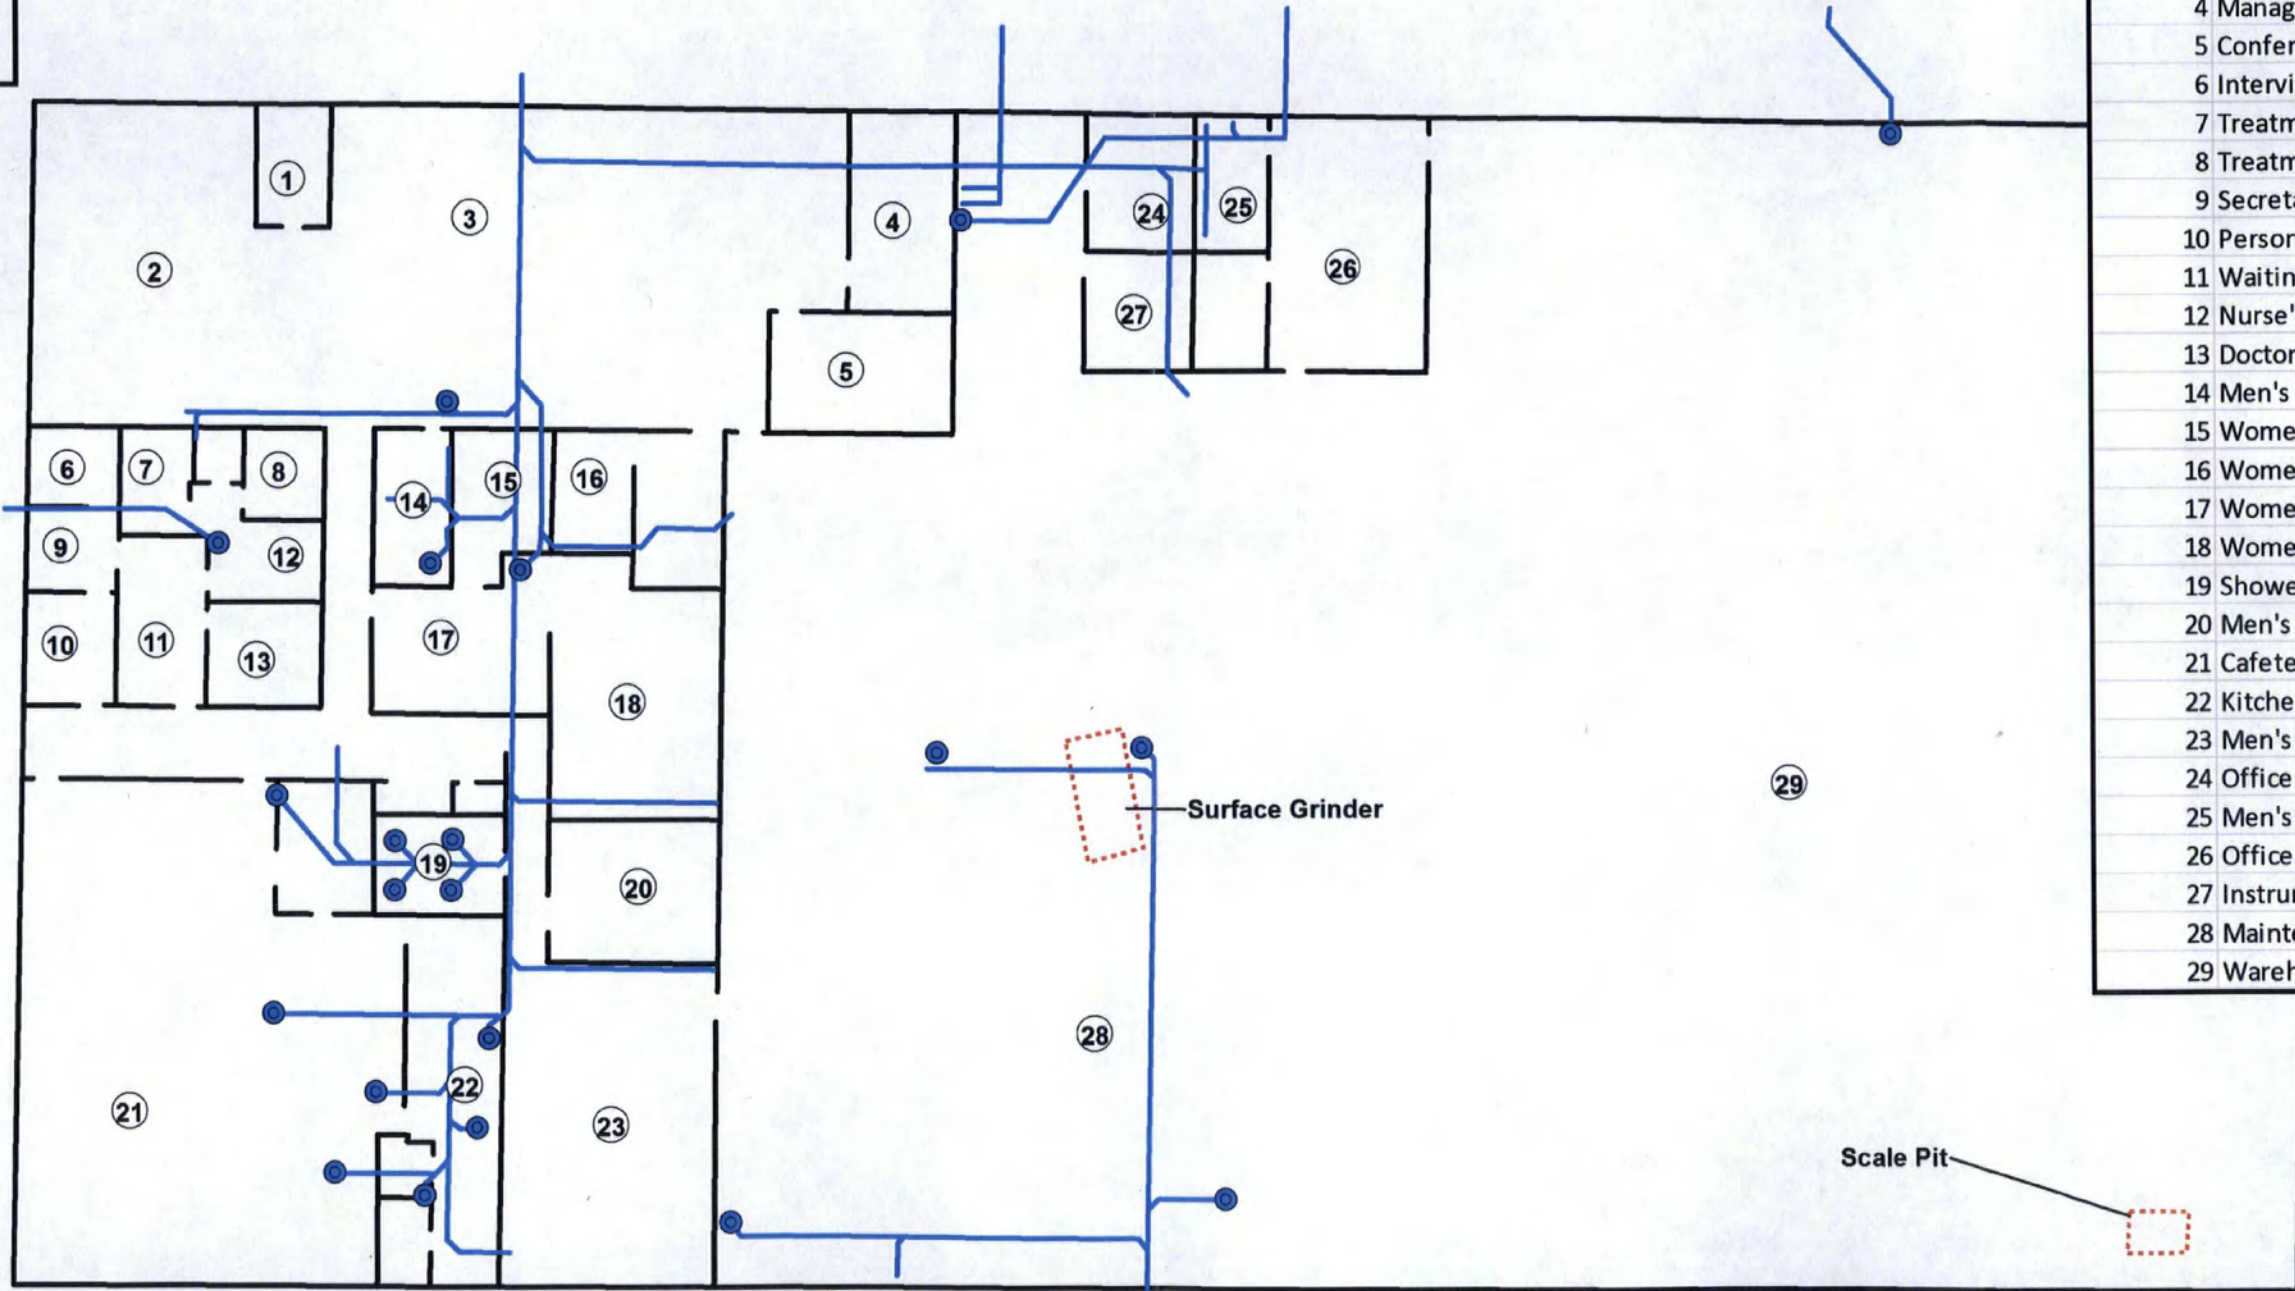 4 Manag
5 Confer
6 Intervi
7 Treatm
8 Treatm
9 Secreta
10 Person
11 Waitin
12 Nurse'
13 Doctor
14 Men's
15 Wome
16 Wome
17 Wome
18 Wome
19 Showe
20 Men's
21 Cafete
22 Kitche
23 Men's
24 Office
25 Men's
26 Office
27 Instrur
28 Mainte
29 Wareh
1
2
3
4
5
24
25
26
27
6
7
8
14
15
16
9
12
10
11
13
17
18
19
20
Surface Grinder
29
21
22
23
28
Scale Pit